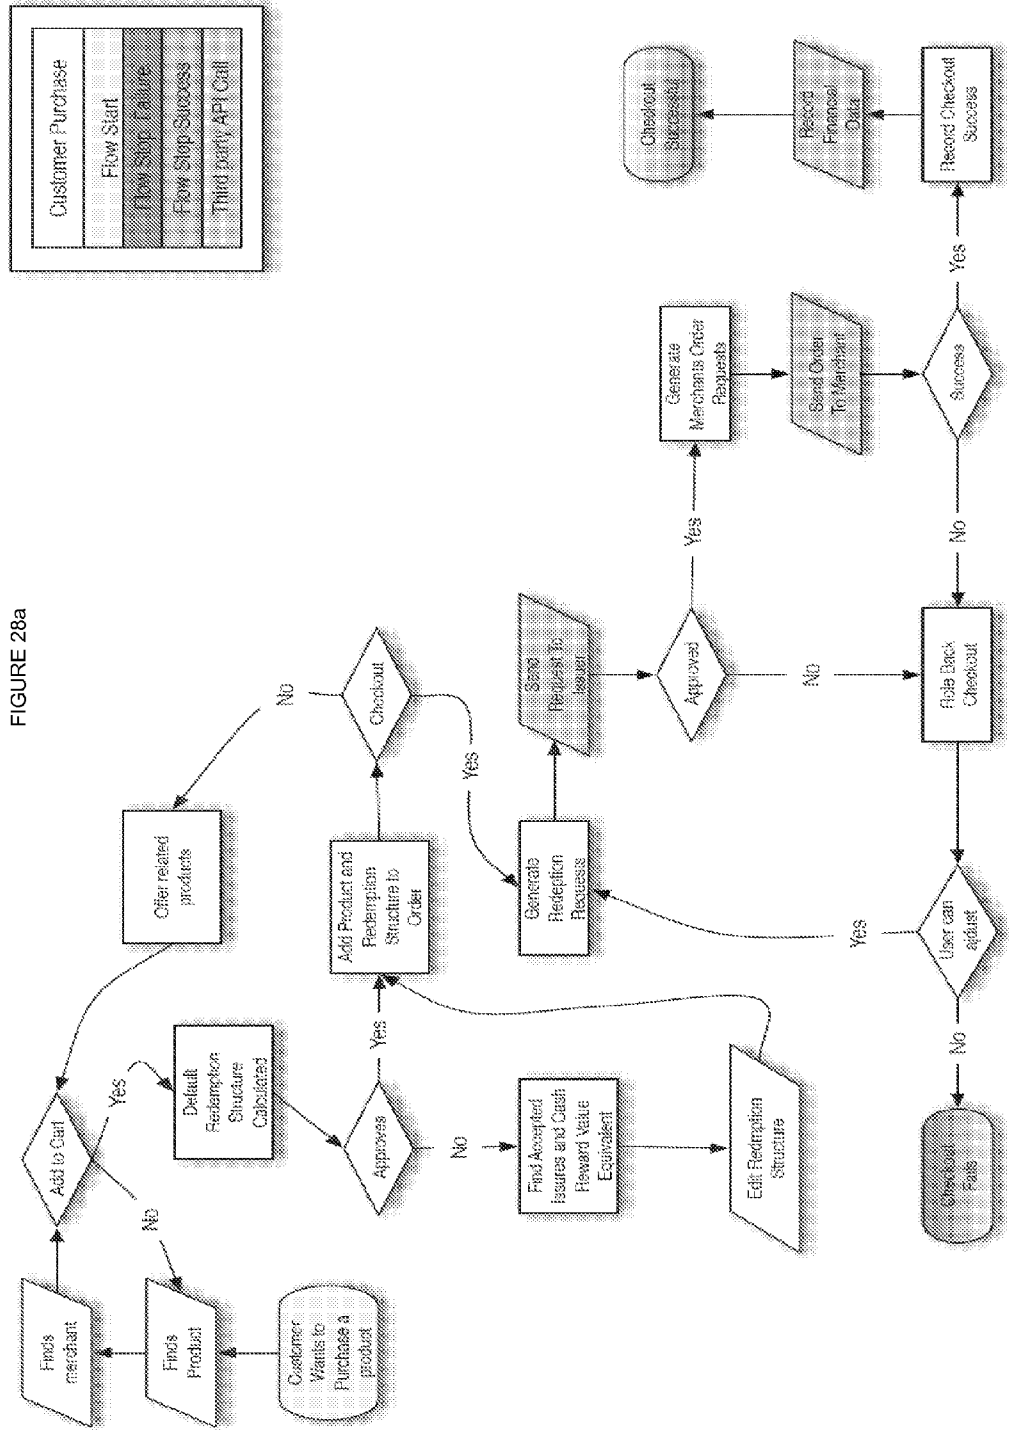 FIGURE 28a
Customer Purchase
Flow Start
Flow Stop Failure
Flow Stop Success
Third party API Call
Finds
merchant
Finds
Product
Customer
Wants to
Purchase a
product
Add to Cart
Yes
No
Default
Redemption
Structure
Calculated
Offer related
products
No
Approves
Yes
No
Add Product and
Redemption
Structure to
Order
Checkout
Yes
Find Accepted
Issures and Cash
Reward Value
Equivalent
Edit Redmption
Structure
Generate
Redeption
Requests
Send
Request To
Issuer
Approved
Yes
No
Generate
Merchants Order
Requests
Send Order
To Merchant
Success
Yes
No
Record Checkout
Success
Record
Financial
Data
Checkout
Successful
Role Back
Checkout
User can
ajdust
Yes
No
Checkout
Fails